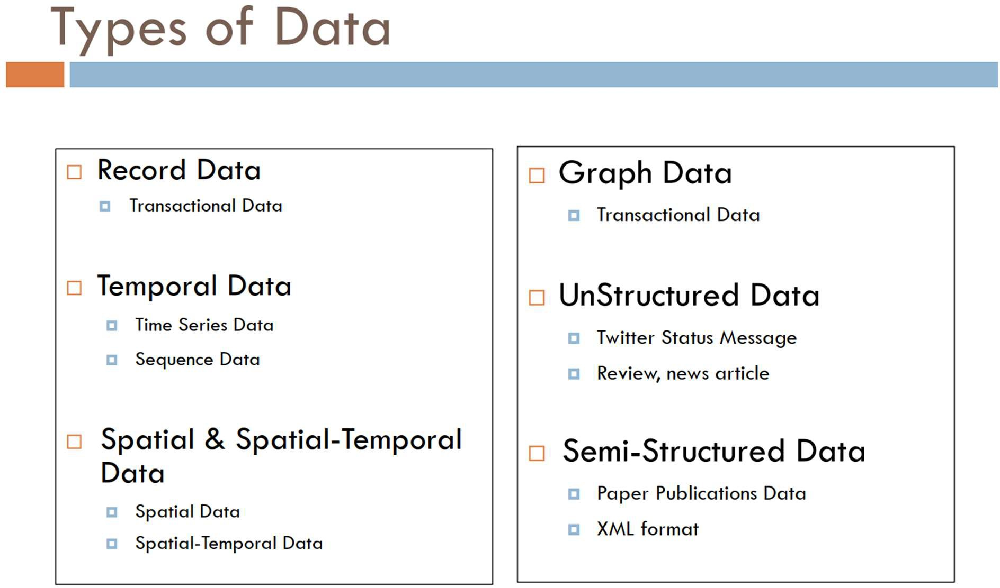 Types of Data
Record Data
Transactional Data
Temporal Data
Time Series Data
Sequence Data
Spatial & Spatial-Temporal
Data
Spatial Data
Spatial-Temporal Data
Graph Data
Transactional Data
UnStructured Data
Twitter Status Message
Review, news article
Semi-Structured Data
Paper Publications Data
XML format